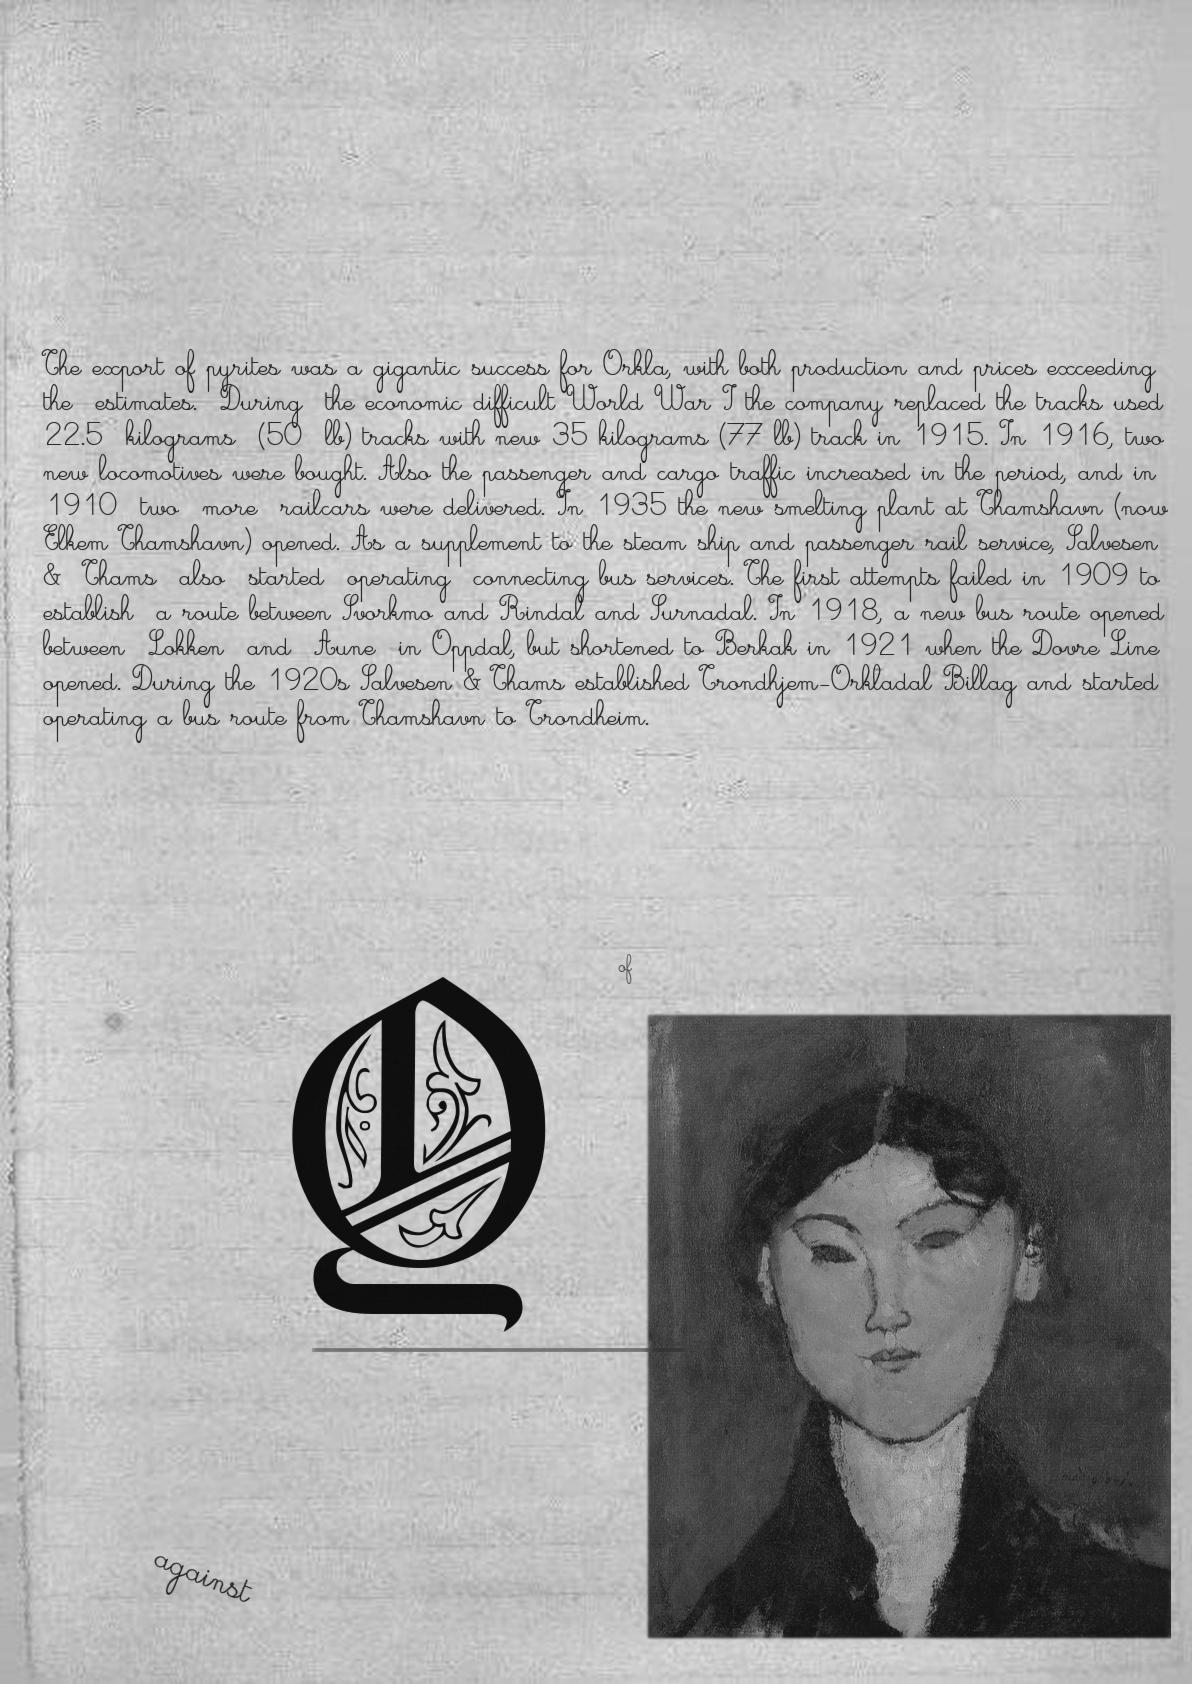 The export of pyrites was a gigantic success for Orkla, with both production and prices exceeding
the estimates. During the economic difficult World War I the company replaced the tracks used
22.5 kilograms (50 lb) tracks with new 35 kilograms (77 lb) track in 1915. In 1916, two
new locomotives were bought. Also the passenger and cargo traffic increased in the period, and in
1910 two more railcars were delivered. In 1935 the new smelting plant at Thamshavn (now
Elkem Thamshavn) opened. As a supplement to the steam ship and passenger rail service, Salvesen
& Thams also started operating connecting bus services. The first attempts failed in 1909 to
establish a route between Svorkmo and Rindal and Surnadal. In 1918, a new bus route opened
between Lokken and Aune in Oppdal, but shortened to Berkak in 1921 when the Dovre Line
opened. During the 1920s Salvesen & Thams established Trondhjem-Orkladal Billag and started
operating a bus route from Thamshavn to Trondheim.
of
Q
against